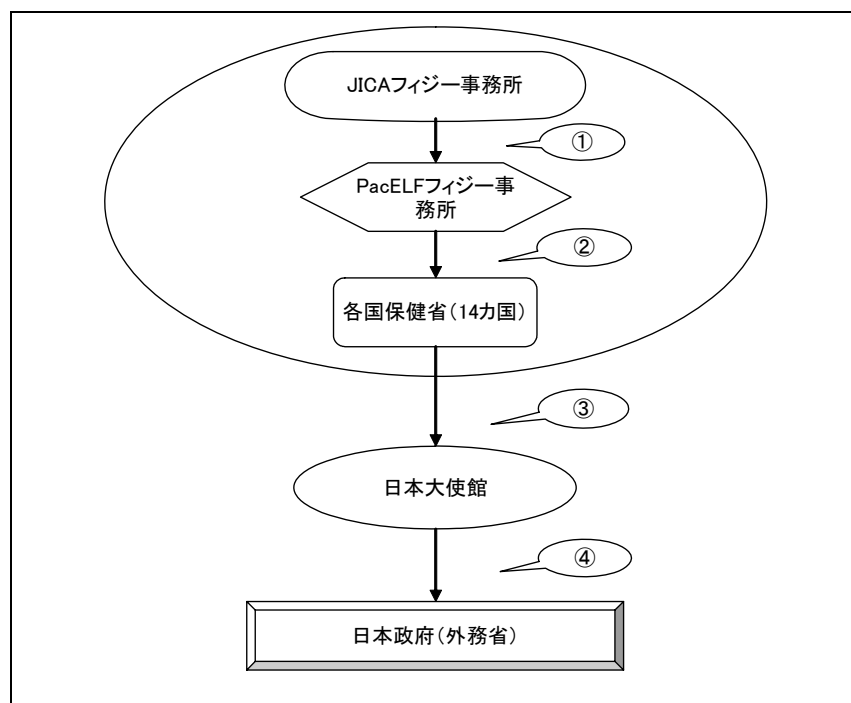 JICAフィジー事務所
①
PacELFフィジー事
務所
②
各国保健省(14カ国)
③
日本大使館
④
日本政府(外務省)